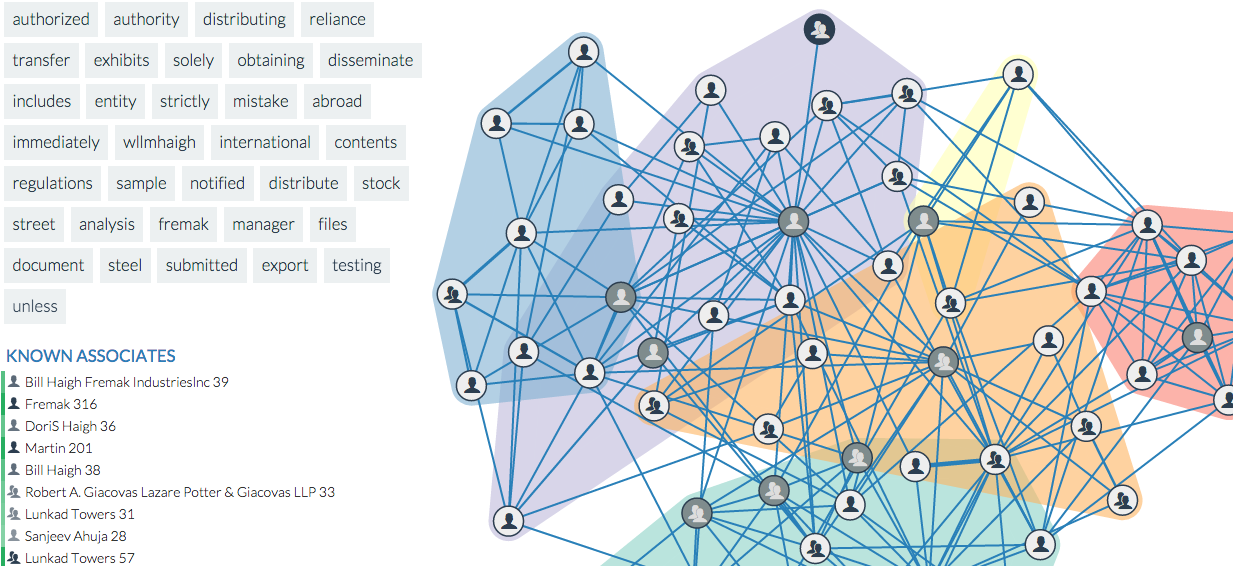 authorized authority distributing reliance
transfer exhibits solely obtaining disseminate
includes entity strictly mistake abroad
immediately wllmhaigh international contents
regulations sample notified distribute stock
street analysis fremak manager files
document steel submitted export testing
unless
KNOWN ASSOCIATES
Bill Haigh Fremak IndustriesInc 39
Fremak 316
DoriS Haigh 36
Martin 201
Bill Haigh 38
Robert A. Giacovas Lazare Potter & Giacovas LLP 33
Lunkad Towers 31
Sanjeev Ahuja 28
Lunkad Towers 57